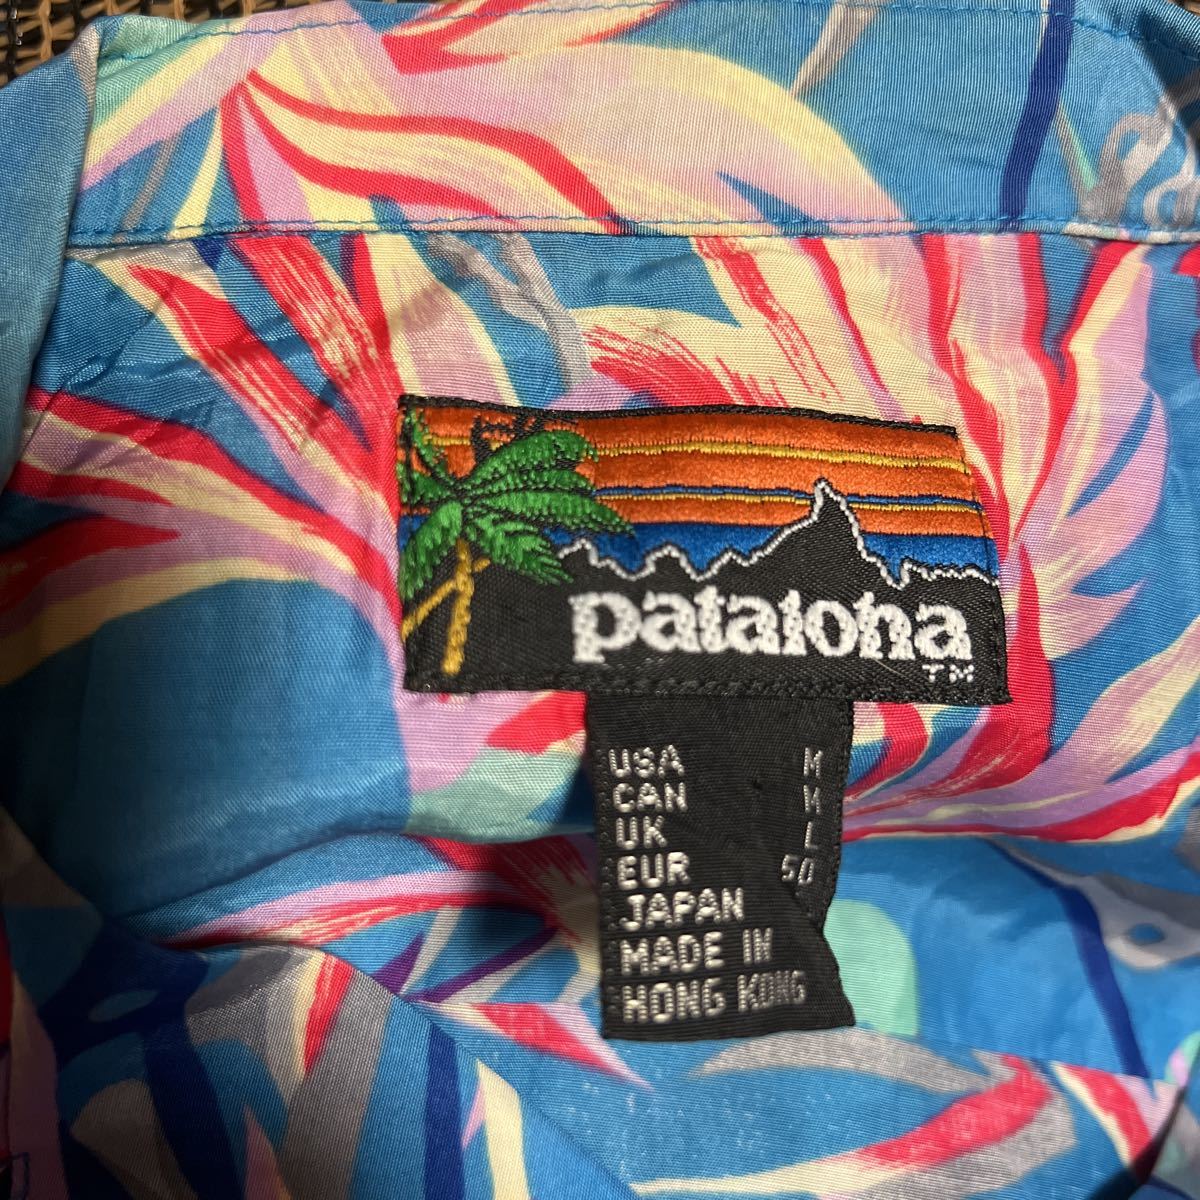 pataloha
TM
USA M
CAN M
UK L
EUR 50
JAPAN
MADE IN
HONG KONG